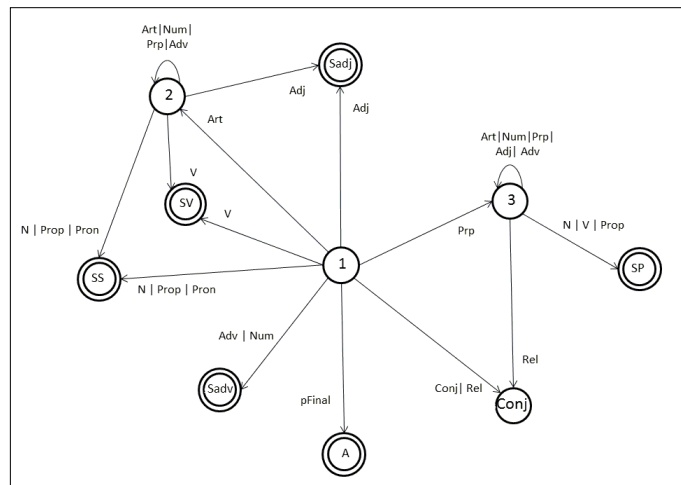 Art|Num|
Prp|Adv
2
Adj
Sadj
Adj
Art
Art|Num|Prp|
Adj| Adv
3
V
SV
V
N | Prop | Pron
Prp
N | V | Prop
1
SS
N | Prop | Pron
SP
Adv | Num
Rel
Sadv
Conj| Rel
pFinal
Conj
A